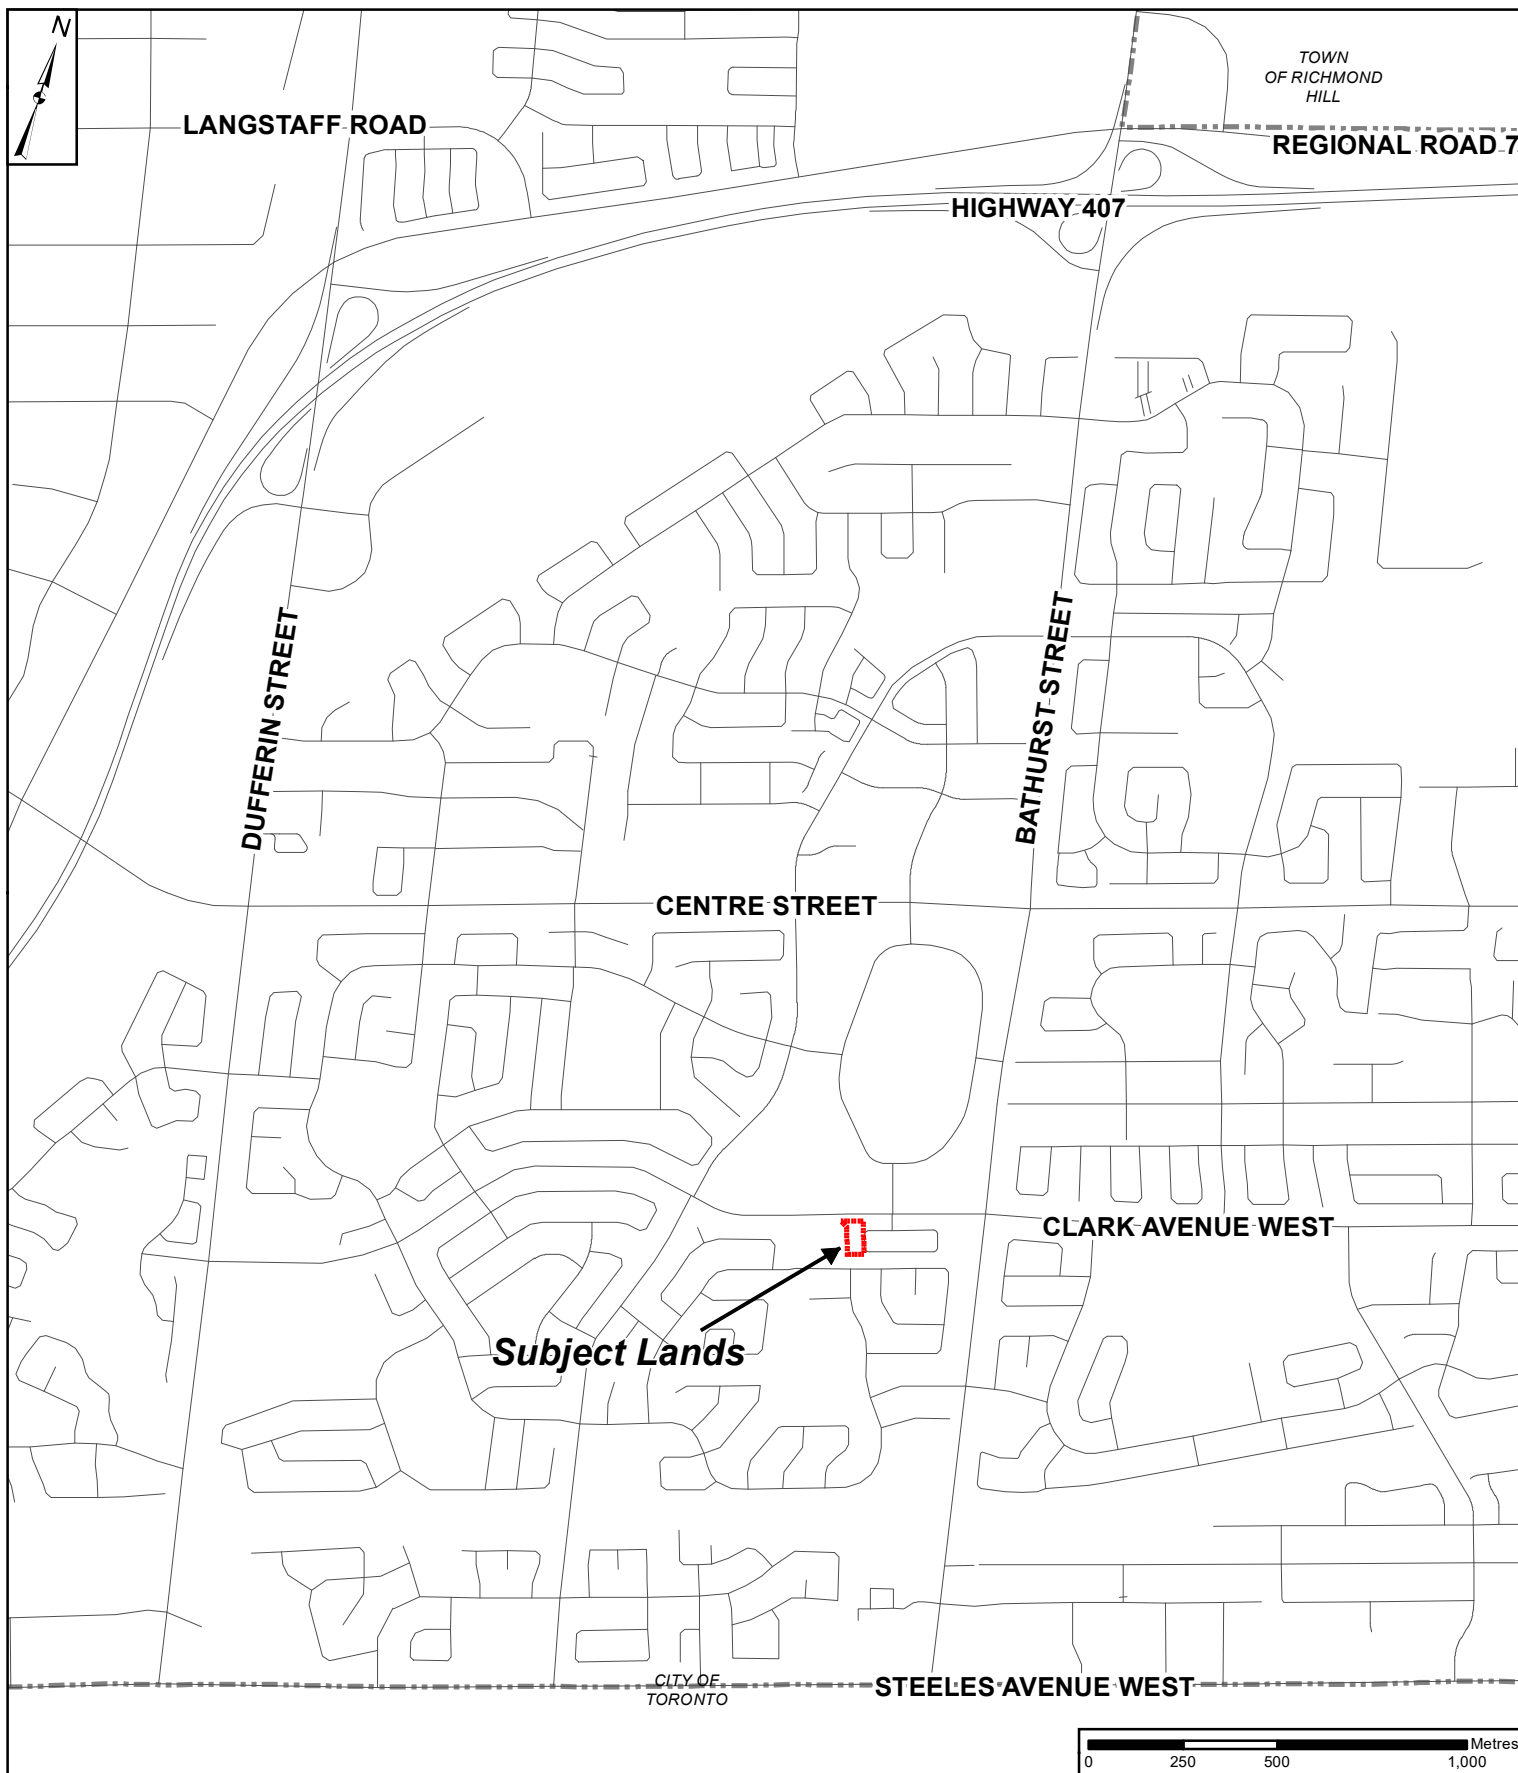 N
TOWN
OF RICHMOND
HILL
LANGSTAFF ROAD
REGIONAL ROAD 7
HIGHWAY 407
DUFFERIN STREET
BATHURST STREET
CENTRE STREET
CLARK AVENUE WEST
Subject Lands
CITY OF
TORONTO
STEELES AVENUE WEST
Metres
0 250 500 1,000